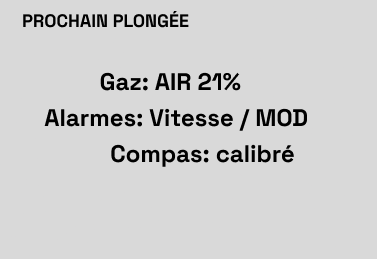 PROCHAIN PLONGÉE
Gaz: AIR 21%
Alarmes: Vitesse / MOD
Compas: calibré